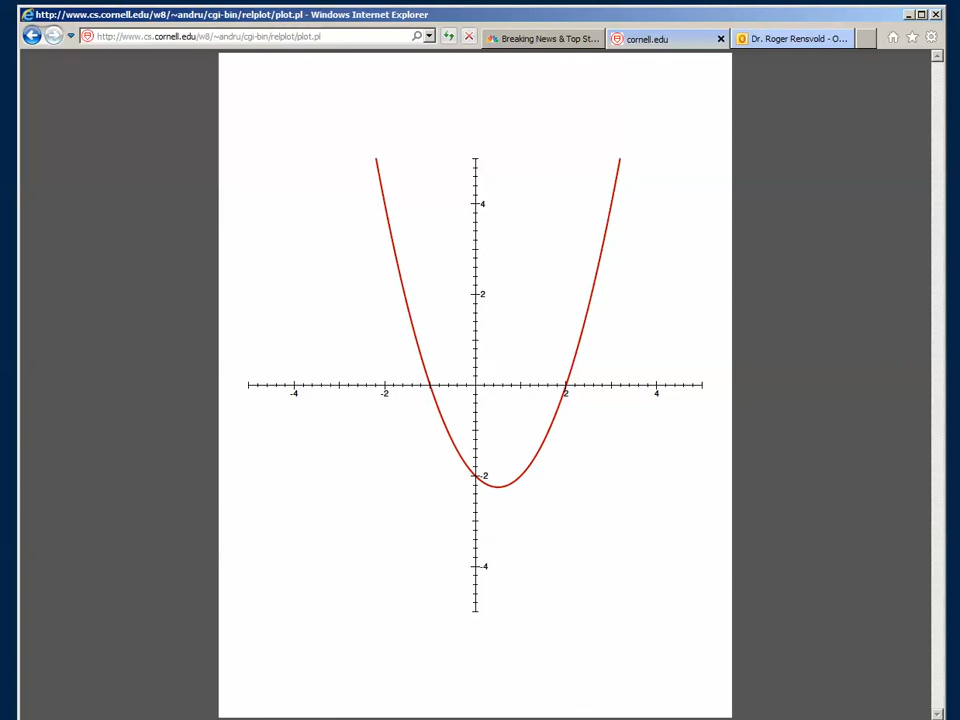 http://www.cs.cornell.edu/w8/~andru/cgi-bin/relplot/plot.pl - Windows Internet Explorer
http://www.cs.cornell.edu/w8/~andru/cgi-bin/relplot/plot.pl
Breaking News & Top St...
cornell.edu
Dr. Roger Rensvold - O...
4
2
-4
-2
2
4
-2
-4